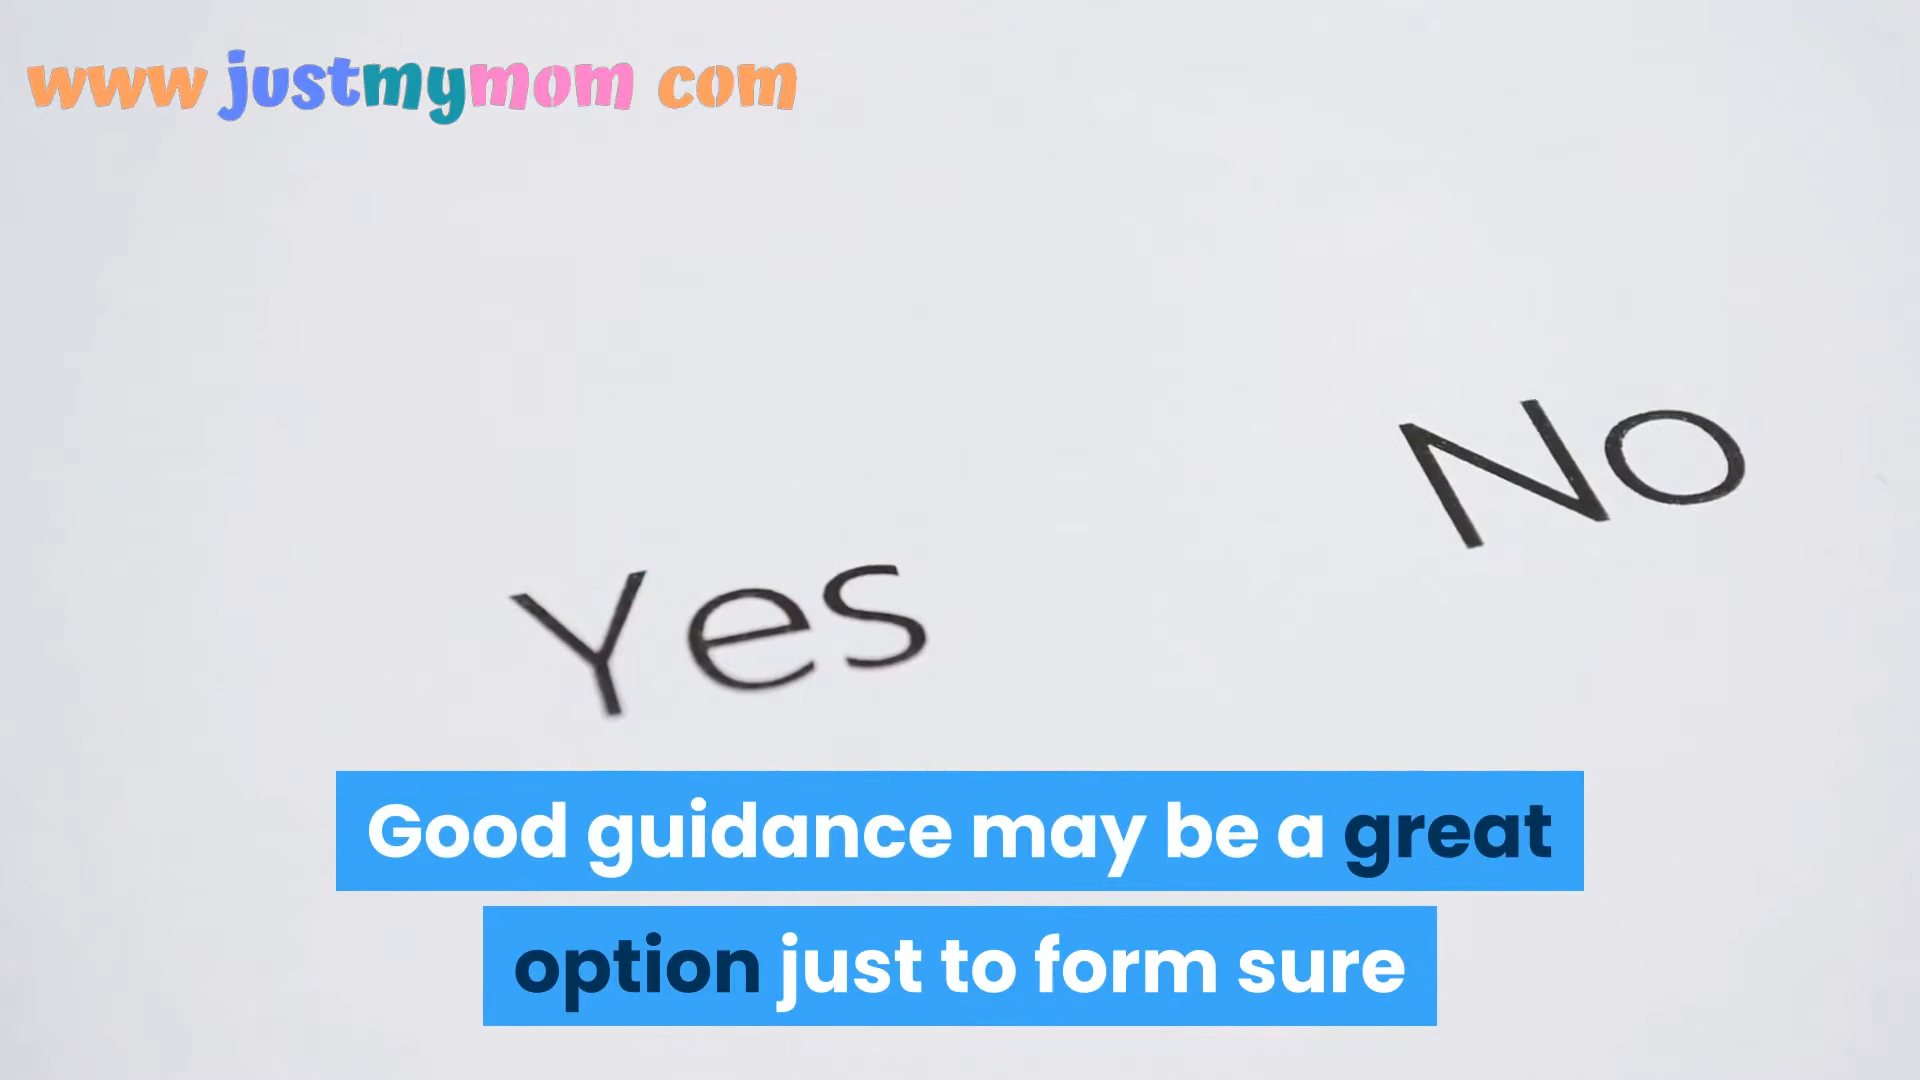 www justmymom com
No
Yes
Good guidance may be a great
option just to form sure